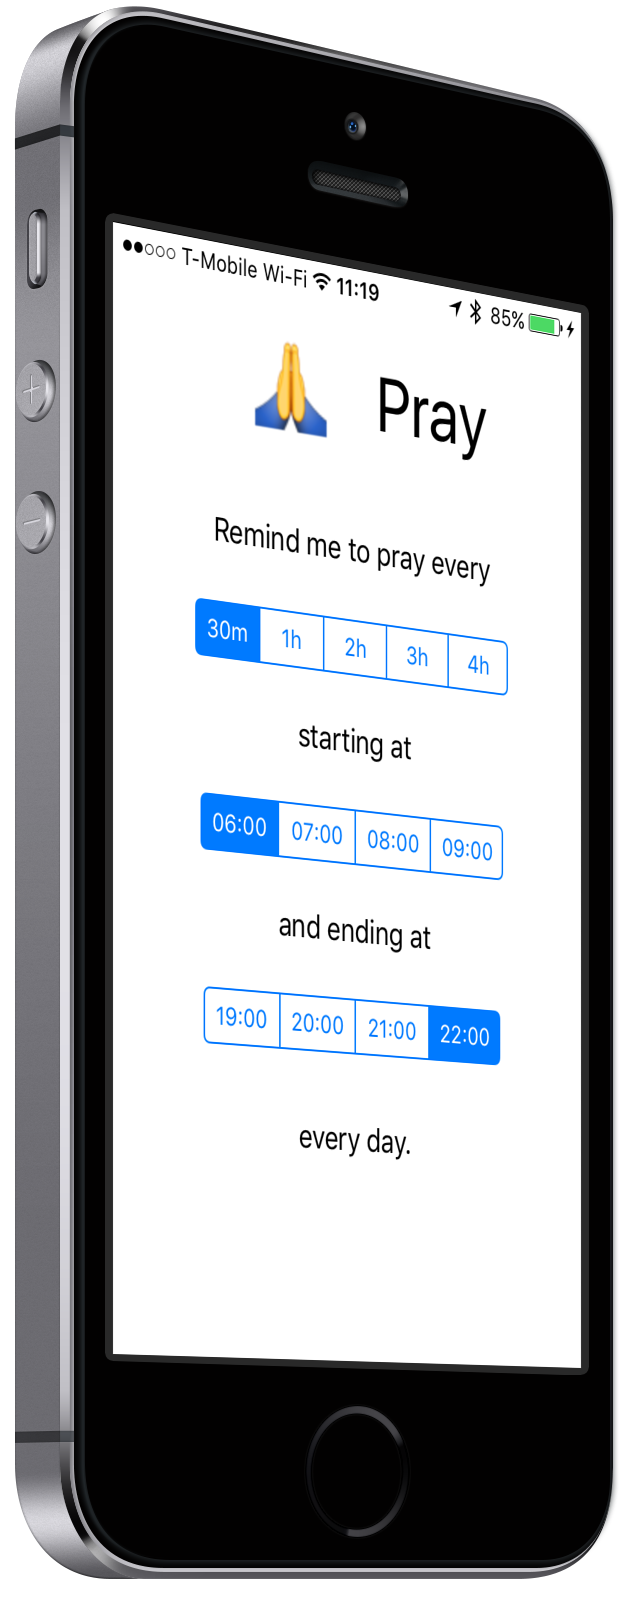 T-Mobile Wi-Fi 11:19 85%
🙏 Pray
Remind me to pray every
30m 1h 2h 3h 4h
starting at
06:00 07:00 08:00 09:00
and ending at
19:00 20:00 21:00 22:00
every day.